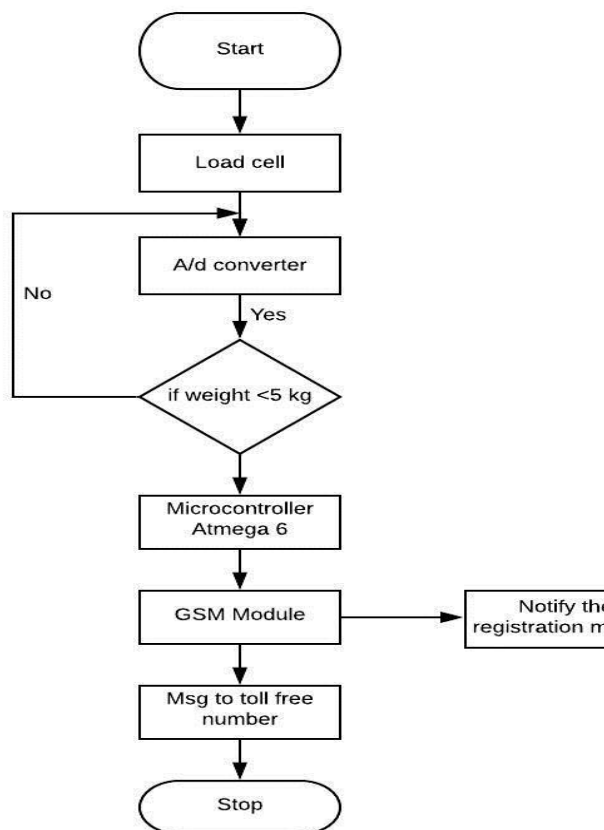 Start
Load cell
A/d converter
No
Yes
if weight <5 kg
Microcontroller
Atmega 6
GSM Module
Notify the
registration m
Msg to toll free
number
Stop